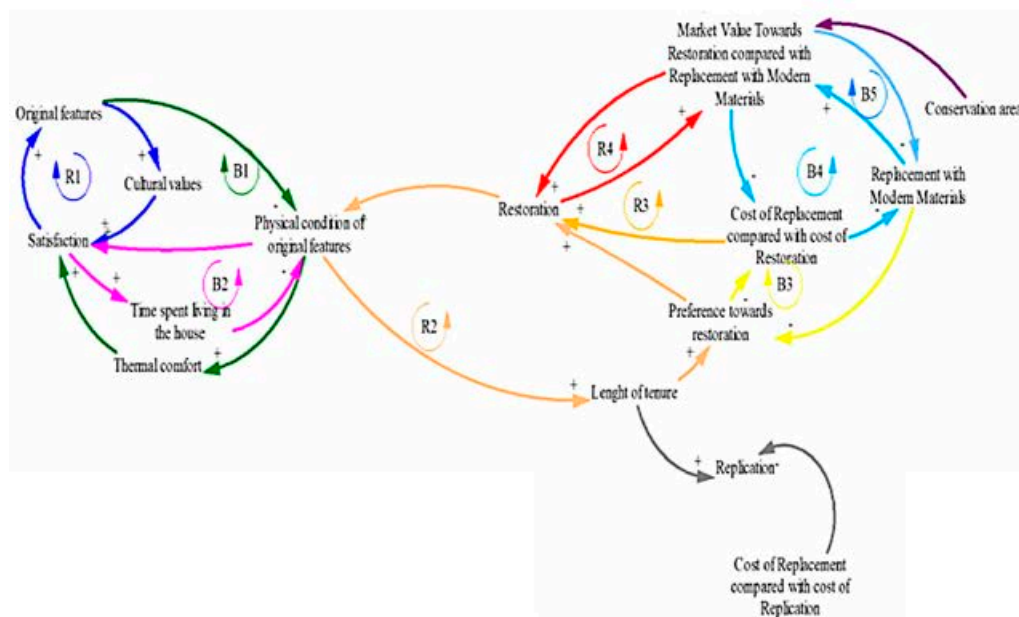 Market Value Towards
Restoration compared with
Replacement with Modern
Materials
Conservation area
Original features
Cultural values
R1
B1
R4
B5
B4
R3
Replacement with
Modern Materials
Restoration
Physical condition of
original features
Satisfaction
Cost of Replacement
compared with cost of
Restoration
B2
B3
Time spent living in
the house
R2
Preference towards
restoration
Thermal comfort
Lenght of tenure
Replication
Cost of Replacement
compared with cost of
Replication